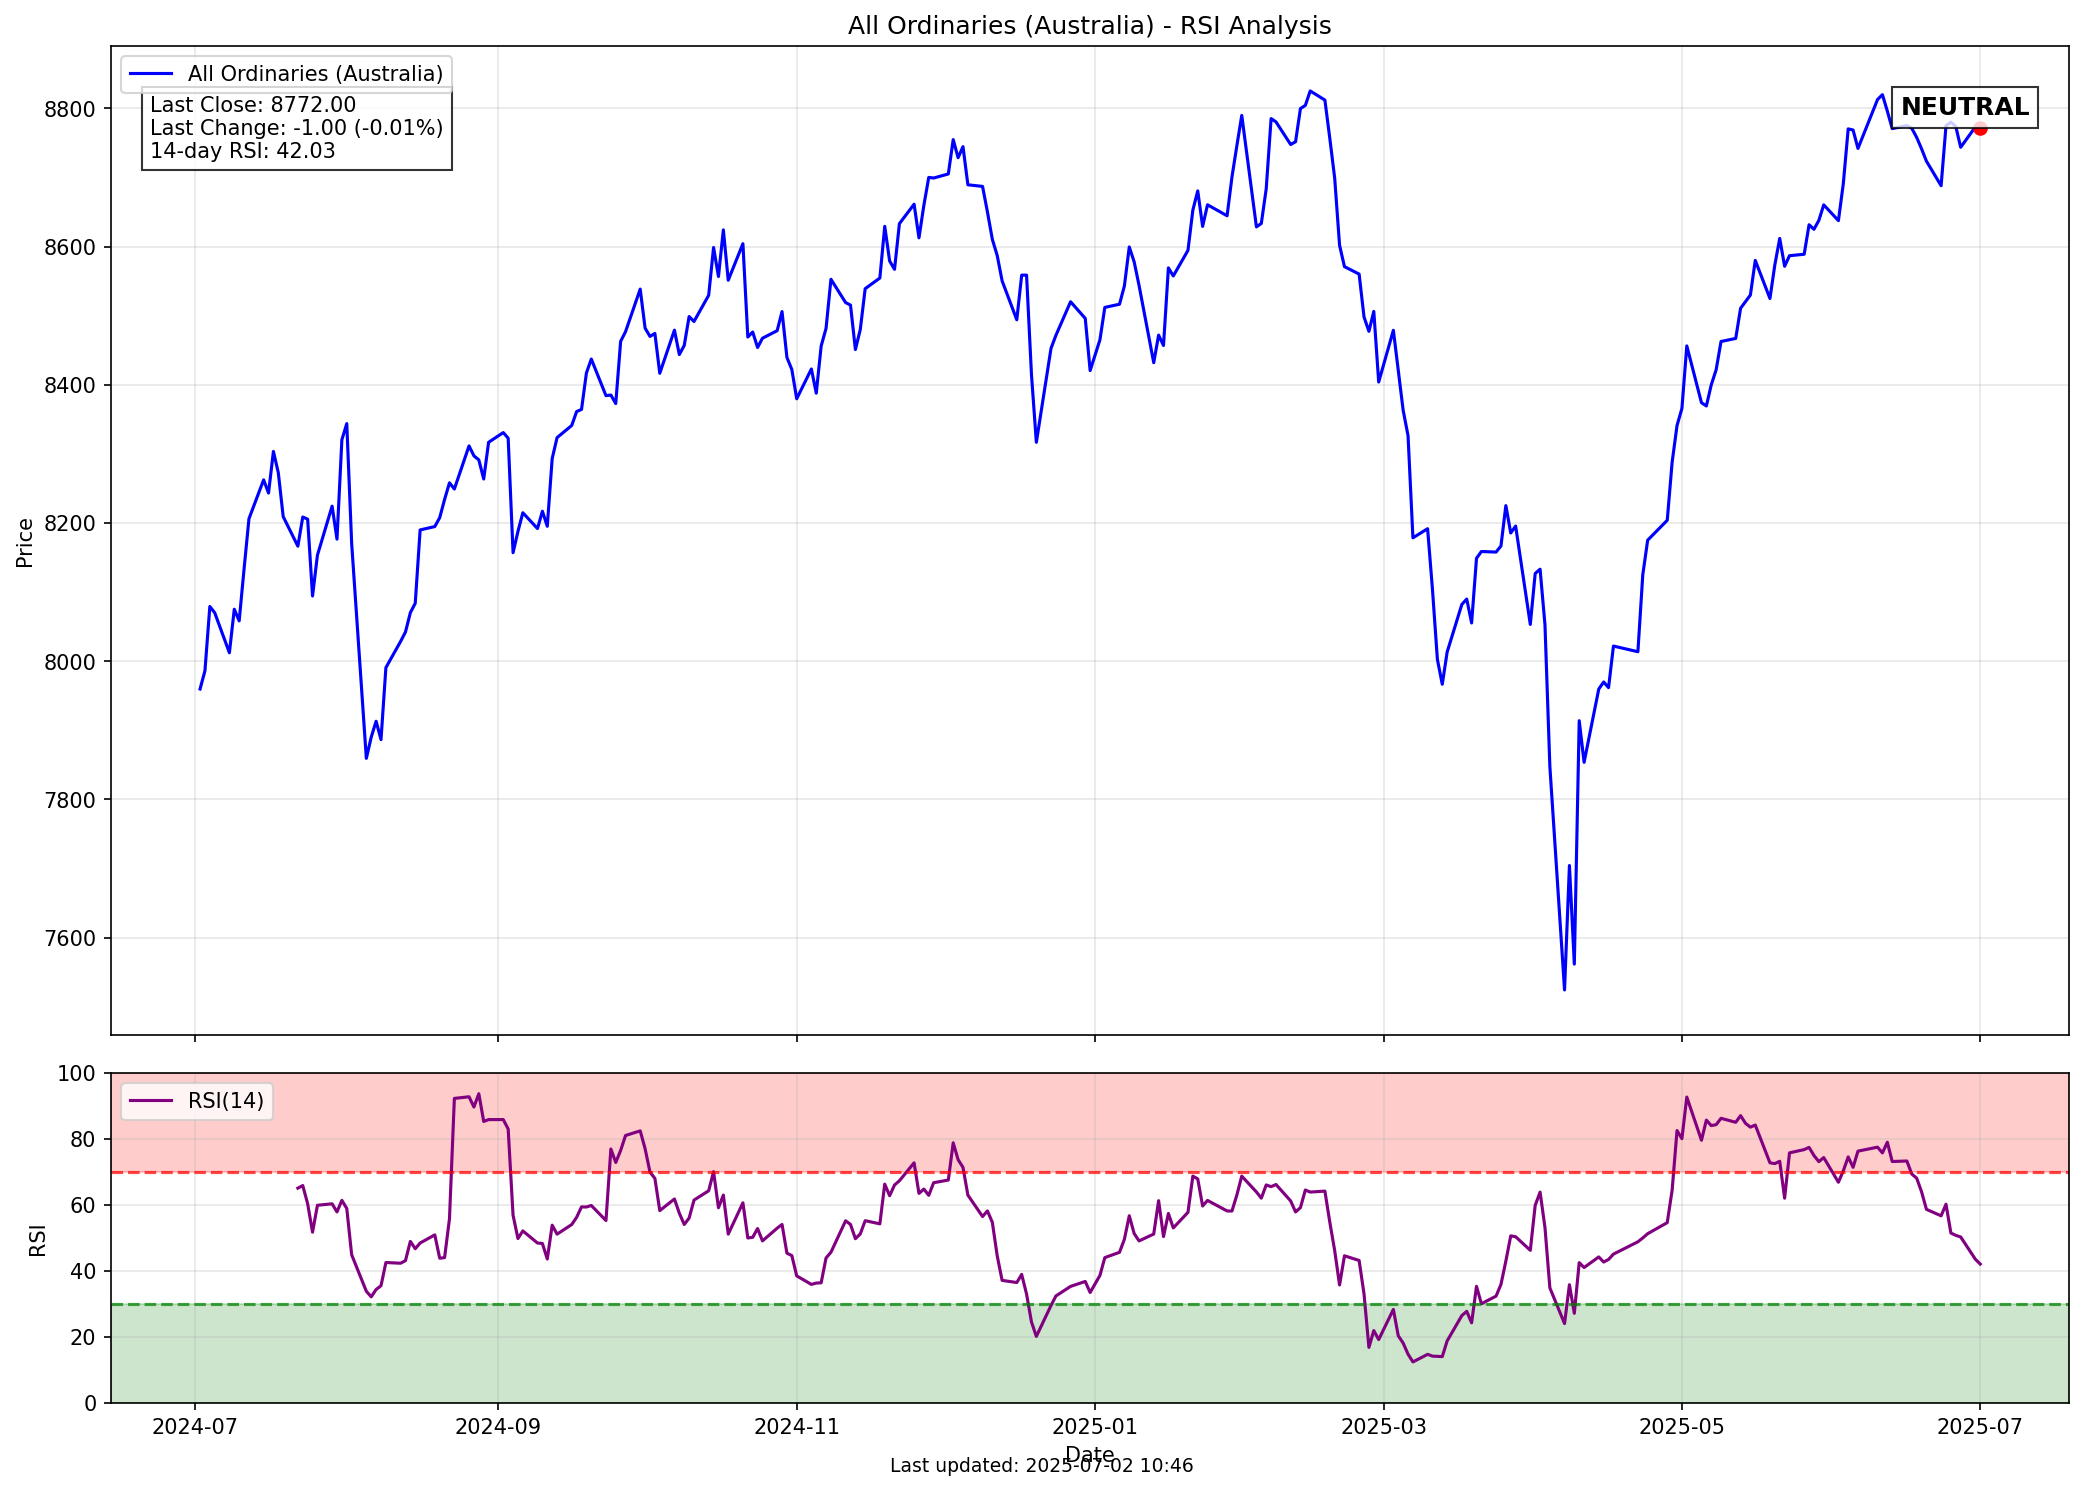 All Ordinaries (Australia) - RSI Analysis
All Ordinaries (Australia)
Last Close: 8772.00
Last Change: -1.00 (-0.01%)
14-day RSI: 42.03
NEUTRAL
Price
8800
8600
8400
8200
8000
7800
7600
RSI(14)
RSI
100
80
60
40
20
0
2024-07
2024-09
2024-11
2025-01
2025-03
2025-05
2025-07
Date
Last updated: 2025-07-02 10:46